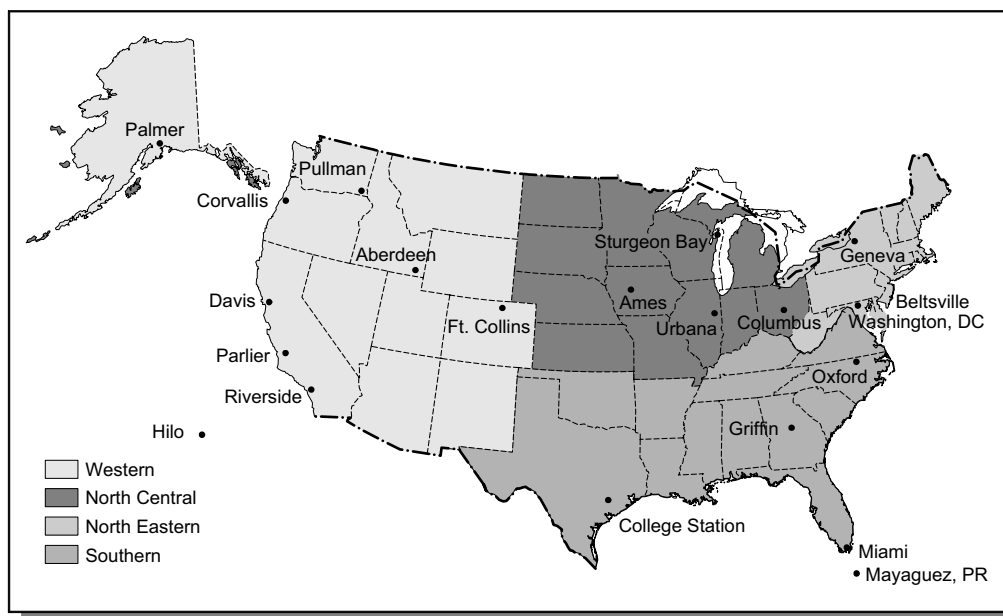 Palmer
Pullman
Corvallis
Sturgeon Bay
Geneva
Aberdeen
Davis
Ames
Beltsville
Ft. Collins
Urbana
Columbus
Washington, DC
Parlier
Oxford
Riverside
Hilo
Griffin
Western
North Central
North Eastern
Southern
College Station
Miami
Mayaguez, PR